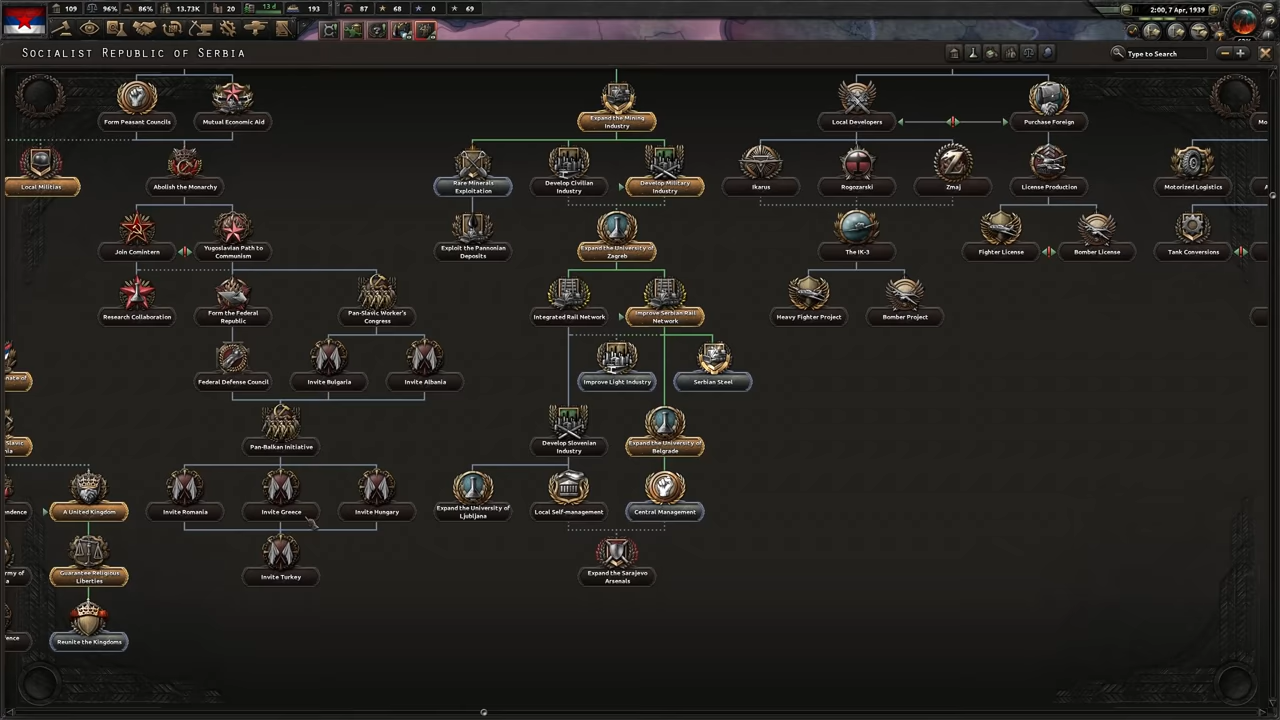 109 96% 86% 13.73K 20 13 d 193 87 68 0 69 2:00, 7 Apr, 1939
Socialist Republic of Serbia
Type to Search
Form Peasant Councils Mutual Economic Aid Expand the Mining Industry Local Developers Purchase Foreign
Local Militias Abolish the Monarchy Rare Minerals Exploitation Develop Civilian Industry Develop Military Industry Ikarus Rogozarski Zmaj License Production Motorized Logistics
Join Comintern Yugoslavian Path to Communism Exploit the Pannonian Deposits Expand the University of Zagreb The IK-3 Fighter License Bomber License Tank Conversions
Research Collaboration Form the Federal Republic Pan-Slavic Worker's Congress Integrated Rail Network Improve Serbian Rail Network Heavy Fighter Project Bomber Project
Federal Defense Council Invite Bulgaria Invite Albania Improve Light Industry Serbian Steel
Pan-Balkan Initiative Develop Slovenian Industry Expand the University of Belgrade
A United Kingdom Invite Romania Invite Greece Invite Hungary Expand the University of Ljubljana Local Self-management Central Management
Guarantee Religious Liberties Invite Turkey Expand the Sarajevo Arsenals
Reunite the Kingdoms